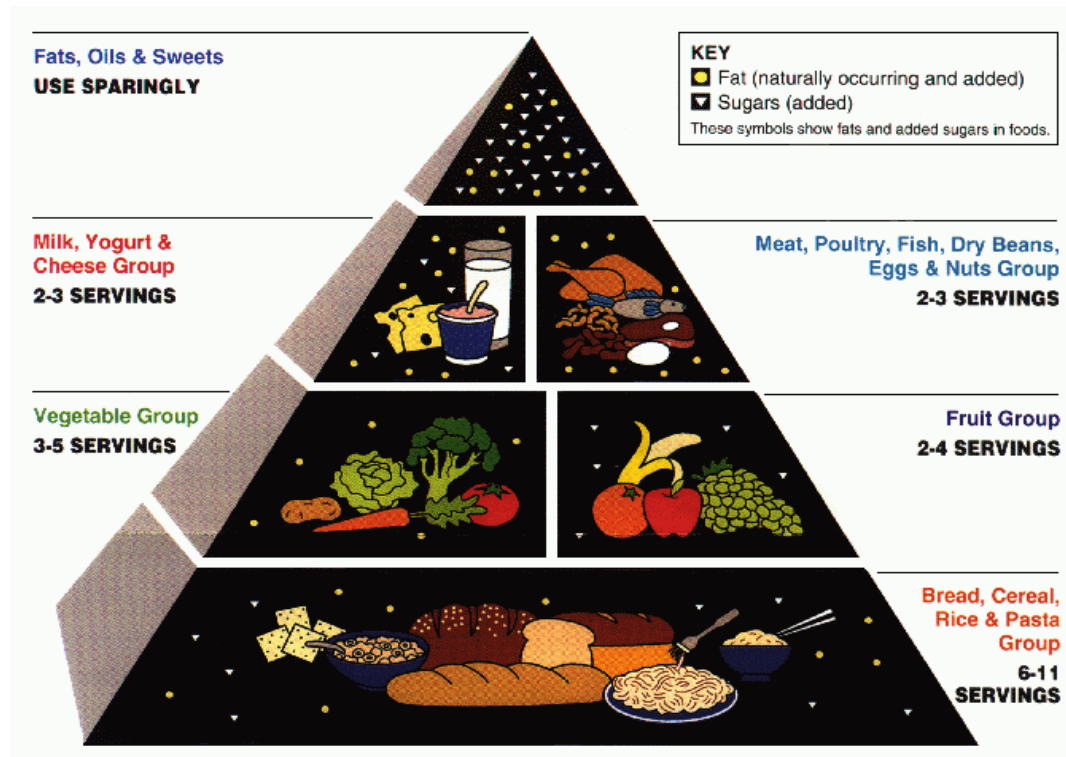 Fats, Oils & Sweets
USE SPARINGLY
KEY
Fat (naturally occurring and added)
Sugars (added)
These symbols show fats and added sugars in foods.
Milk, Yogurt &
Cheese Group
2-3 SERVINGS
Meat, Poultry, Fish, Dry Beans,
Eggs & Nuts Group
2-3 SERVINGS
Vegetable Group
3-5 SERVINGS
Fruit Group
2-4 SERVINGS
Bread, Cereal,
Rice & Pasta
Group
6-11
SERVINGS